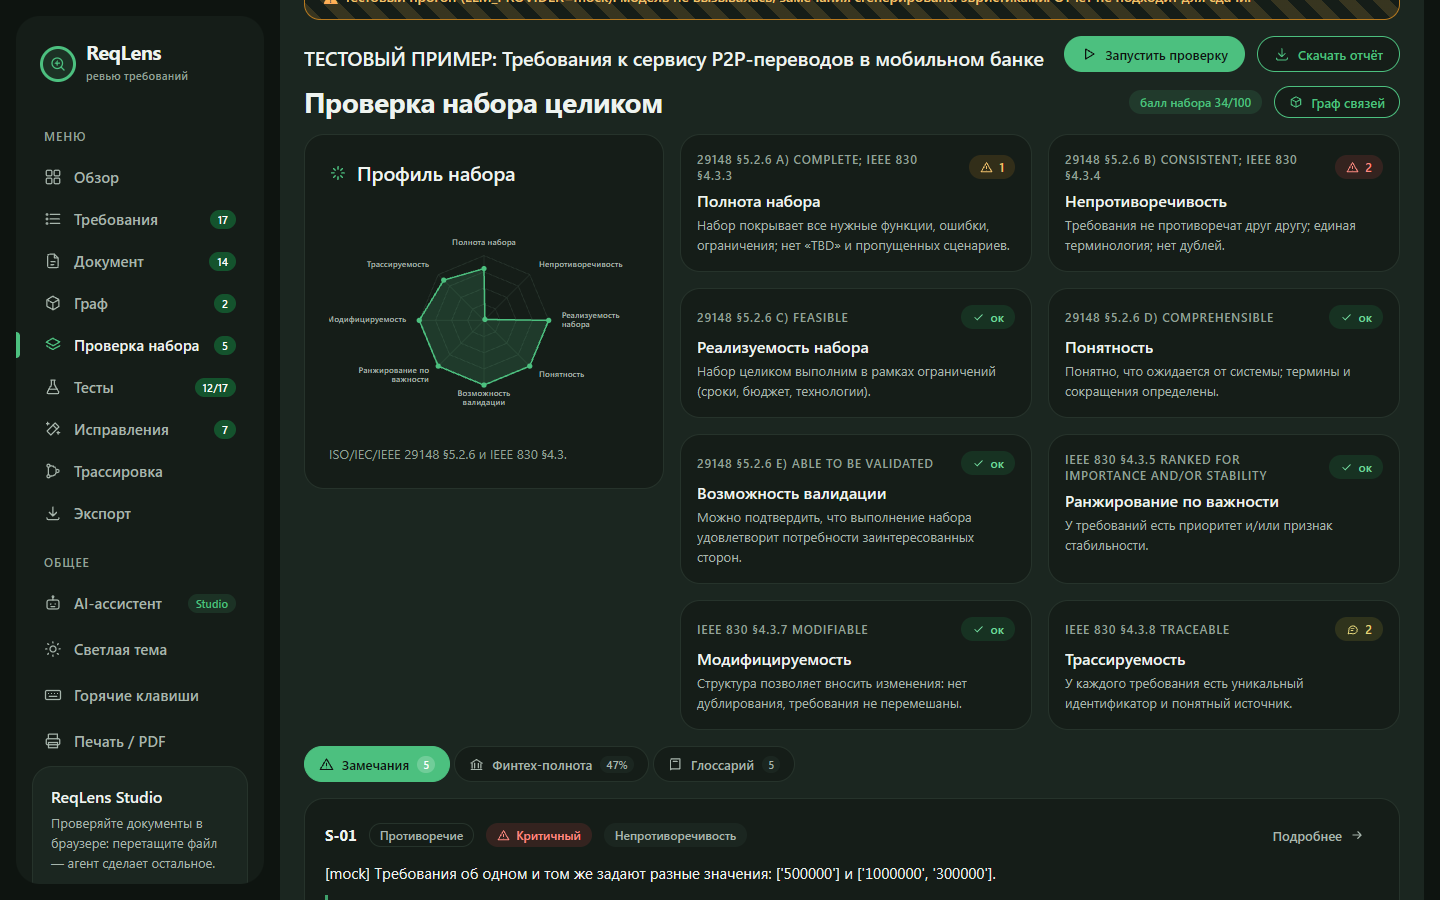 ReqLens
ревью требований
МЕНЮ
Обзор
Требования 17
Документ 14
Граф 2
Проверка набора 5
Тесты 12/17
Исправления 7
Трассировка
Экспорт
ОБЩЕЕ
AI-ассистент Studio
Светлая тема
Горячие клавиши
Печать / PDF
ReqLens Studio
Проверяйте документы в
браузере: перетащите файл
— агент сделает остальное.
ТЕСТОВЫЙ ПРИМЕР: Требования к сервису P2P-переводов в мобильном банке
Запустить проверку
Скачать отчёт
Проверка набора целиком
балл набора 34/100
Граф связей
Профиль набора
Полнота набора
Непротиворечивость
Реализуемость
набора
Понятность
Возможность
валидации
Ранжирование по
важности
Модифицируемость
Трассируемость
ISO/IEC/IEEE 29148 §5.2.6 и IEEE 830 §4.3.
29148 §5.2.6 A) COMPLETE; IEEE 830
§4.3.3
1
Полнота набора
Набор покрывает все нужные функции, ошибки,
ограничения; нет «TBD» и пропущенных сценариев.
29148 §5.2.6 B) CONSISTENT; IEEE 830
§4.3.4
2
Непротиворечивость
Требования не противоречат друг другу; единая
терминология; нет дублей.
29148 §5.2.6 C) FEASIBLE
ок
Реализуемость набора
Набор целиком выполним в рамках ограничений
(сроки, бюджет, технологии).
29148 §5.2.6 D) COMPREHENSIBLE
ок
Понятность
Понятно, что ожидается от системы; термины и
сокращения определены.
29148 §5.2.6 E) ABLE TO BE VALIDATED
ок
Возможность валидации
Можно подтвердить, что выполнение набора
удовлетворит потребности заинтересованных
сторон.
IEEE 830 §4.3.5 RANKED FOR
IMPORTANCE AND/OR STABILITY
ок
Ранжирование по важности
У требований есть приоритет и/или признак
стабильности.
IEEE 830 §4.3.7 MODIFIABLE
ок
Модифицируемость
Структура позволяет вносить изменения: нет
дублирования, требования не перемешаны.
IEEE 830 §4.3.8 TRACEABLE
2
Трассируемость
У каждого требования есть уникальный
идентификатор и понятный источник.
Замечания 5
Финтех-полнота 47%
Глоссарий 5
S-01 Противоречие Критичный Непротиворечивость
Подробнее
[mock] Требования об одном и том же задают разные значения: ['500000'] и ['1000000', '300000'].